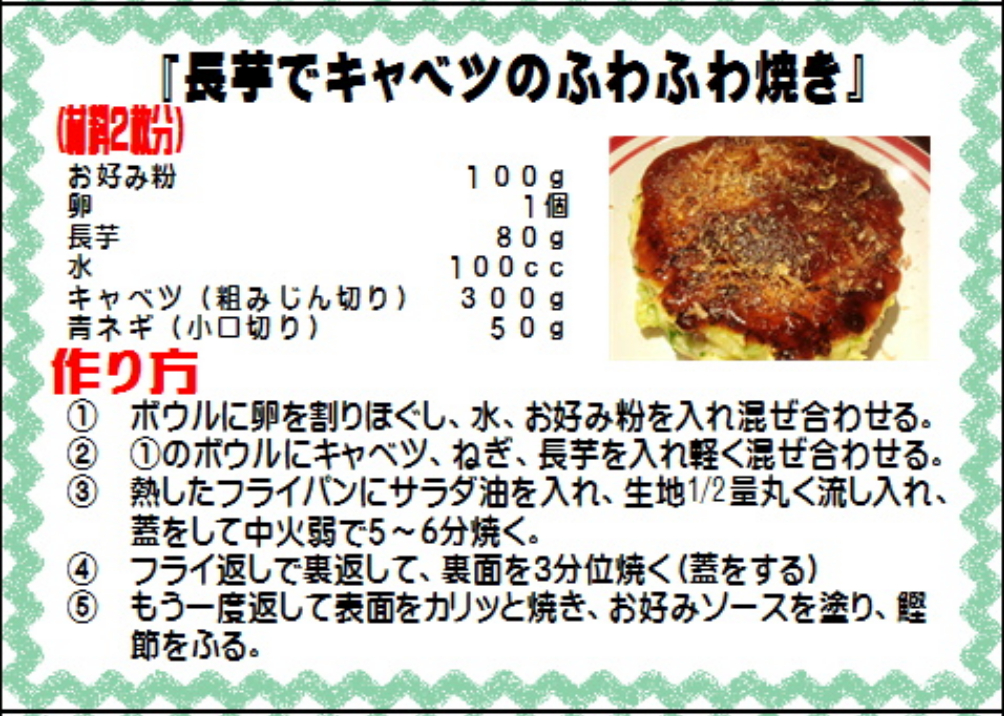 『長芋でキャベツのふわふわ焼き』
(材料2枚分)
お好み粉 100g
卵 1個
長芋 80g
水 100cc
キャベツ(粗みじん切り) 300g
青ネギ(小口切り) 50g
作り方
① ボウルに卵を割りほぐし、水、お好み粉を入れ混ぜ合わせる。
② ①のボウルにキャベツ、ねぎ、長芋を入れ軽く混ぜ合わせる。
③ 熱したフライパンにサラダ油を入れ、生地1/2量丸く流し入れ、
蓋をして中火弱で5~6分焼く。
④ フライ返しで裏返して、裏面を3分位焼く(蓋をする)
⑤ もう一度返して表面をカリッと焼き、お好みソースを塗り、鰹
節をふる。